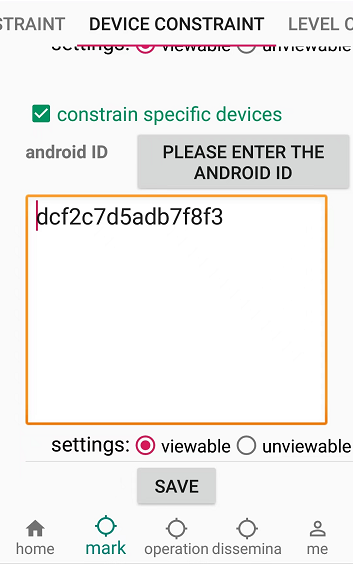 STRAINT DEVICE CONSTRAINT LEVEL C
settings: viewable unviewable
constrain specific devices
android ID
PLEASE ENTER THE
ANDROID ID
dcf2c7d5adb7f8f3
settings: viewable unviewable
SAVE
home mark operation dissemina me